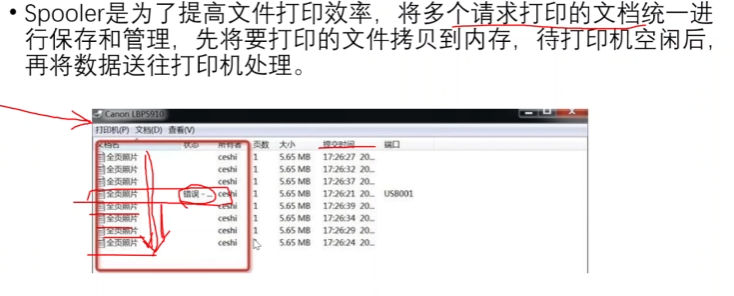 • Spooler是为了提高文件打印效率，将多个请求打印的文档统一进
行保存和管理，先将要打印的文件拷贝到内存，待打印机空闲后，
再将数据送往打印机处理。
Canon LBP5910
打印机(P) 文档(D) 查看(V)
文档名 状态 所有者 页数 大小 提交时间 端口
全页照片 ceshi 1 5.65 MB 17:26:27 20...
全页照片 ceshi 1 5.65 MB 17:26:32 20...
全页照片 ceshi 1 5.65 MB 17:26:37 20...
全页照片 错误 - ... ceshi 1 5.65 MB 17:26:21 20... USB001
全页照片 ceshi 1 5.65 MB 17:26:39 20...
全页照片 ceshi 1 5.65 MB 17:26:34 20...
全页照片 ceshi 1 5.65 MB 17:26:29 20...
全页照片 ceshi 1 5.65 MB 17:26:24 20...